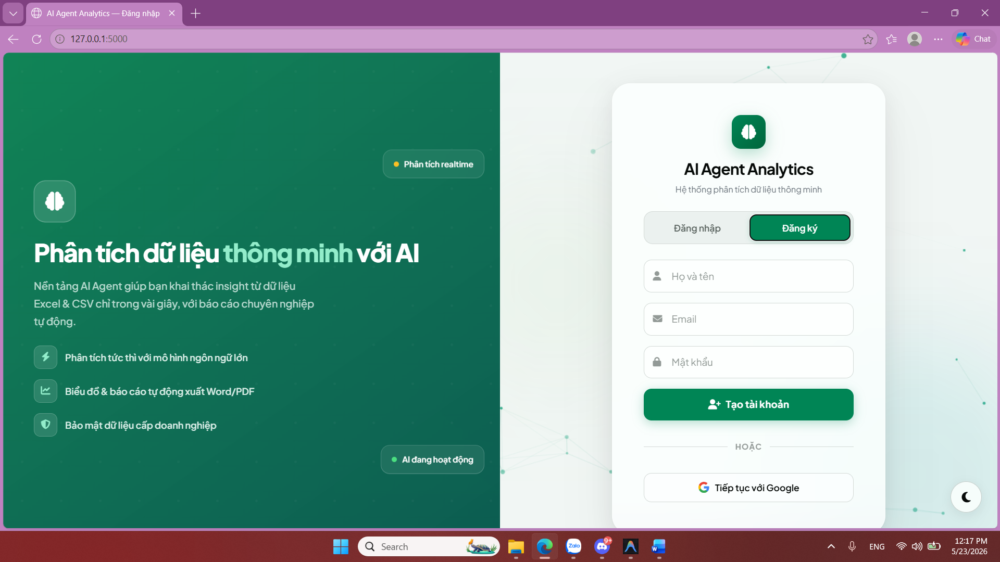 AI Agent Analytics — Đăng nhập
127.0.0.1:5000
Chat
Phân tích realtime
Phân tích dữ liệu thông minh với AI
Nền tảng AI Agent giúp bạn khai thác insight từ dữ liệu
Excel & CSV chỉ trong vài giây, với báo cáo chuyên nghiệp
tự động.
Phân tích tức thì với mô hình ngôn ngữ lớn
Biểu đồ & báo cáo tự động xuất Word/PDF
Bảo mật dữ liệu cấp doanh nghiệp
AI đang hoạt động
AI Agent Analytics
Hệ thống phân tích dữ liệu thông minh
Đăng nhập
Đăng ký
Họ và tên
Email
Mật khẩu
Tạo tài khoản
HOẶC
Tiếp tục với Google
Search
Zalo
9+
W
ENG
12:17 PM
5/23/2026